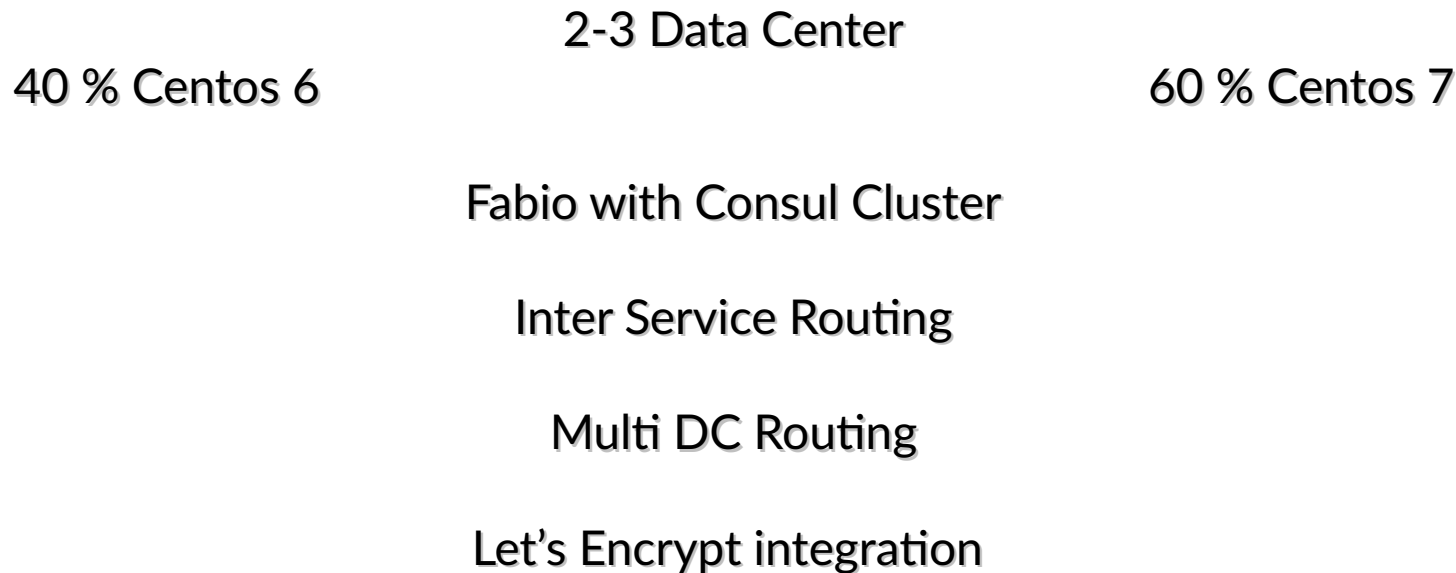 2-3 Data Center
40 % Centos 6
60 % Centos 7
Fabio with Consul Cluster
Inter Service Routing
Multi DC Routing
Let’s Encrypt integration